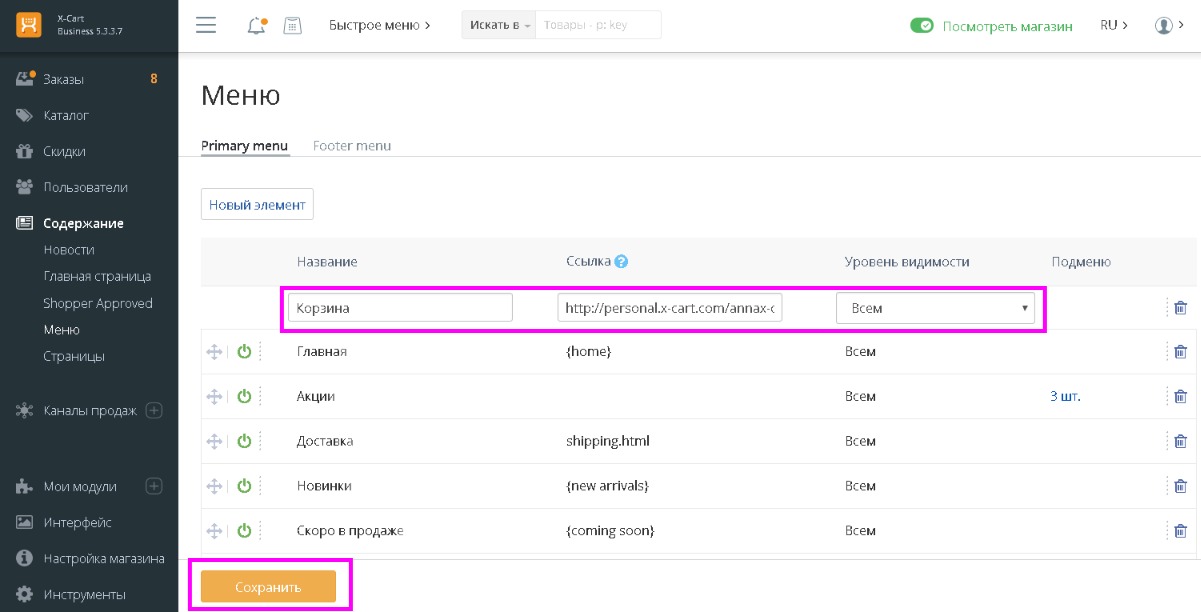 X-Cart
Business 5.3.3.7
Быстрое меню
Искать в
Товары - р: key
Посмотреть магазин
RU
Заказы 8
Каталог
Скидки
Пользователи
Содержание
Новости
Главная страница
Shopper Approved
Меню
Страницы
Каналы продаж
Мои модули
Интерфейс
Настройка магазина
Инструменты
Меню
Primary menu Footer menu
Новый элемент
Название Ссылка ? Уровень видимости Подменю
Корзина http://personal.x-cart.com/annax-c Всем
Главная {home} Всем
Акции Всем 3 шт.
Доставка shipping.html Всем
Новинки {new arrivals} Всем
Скоро в продаже {coming soon} Всем
Сохранить